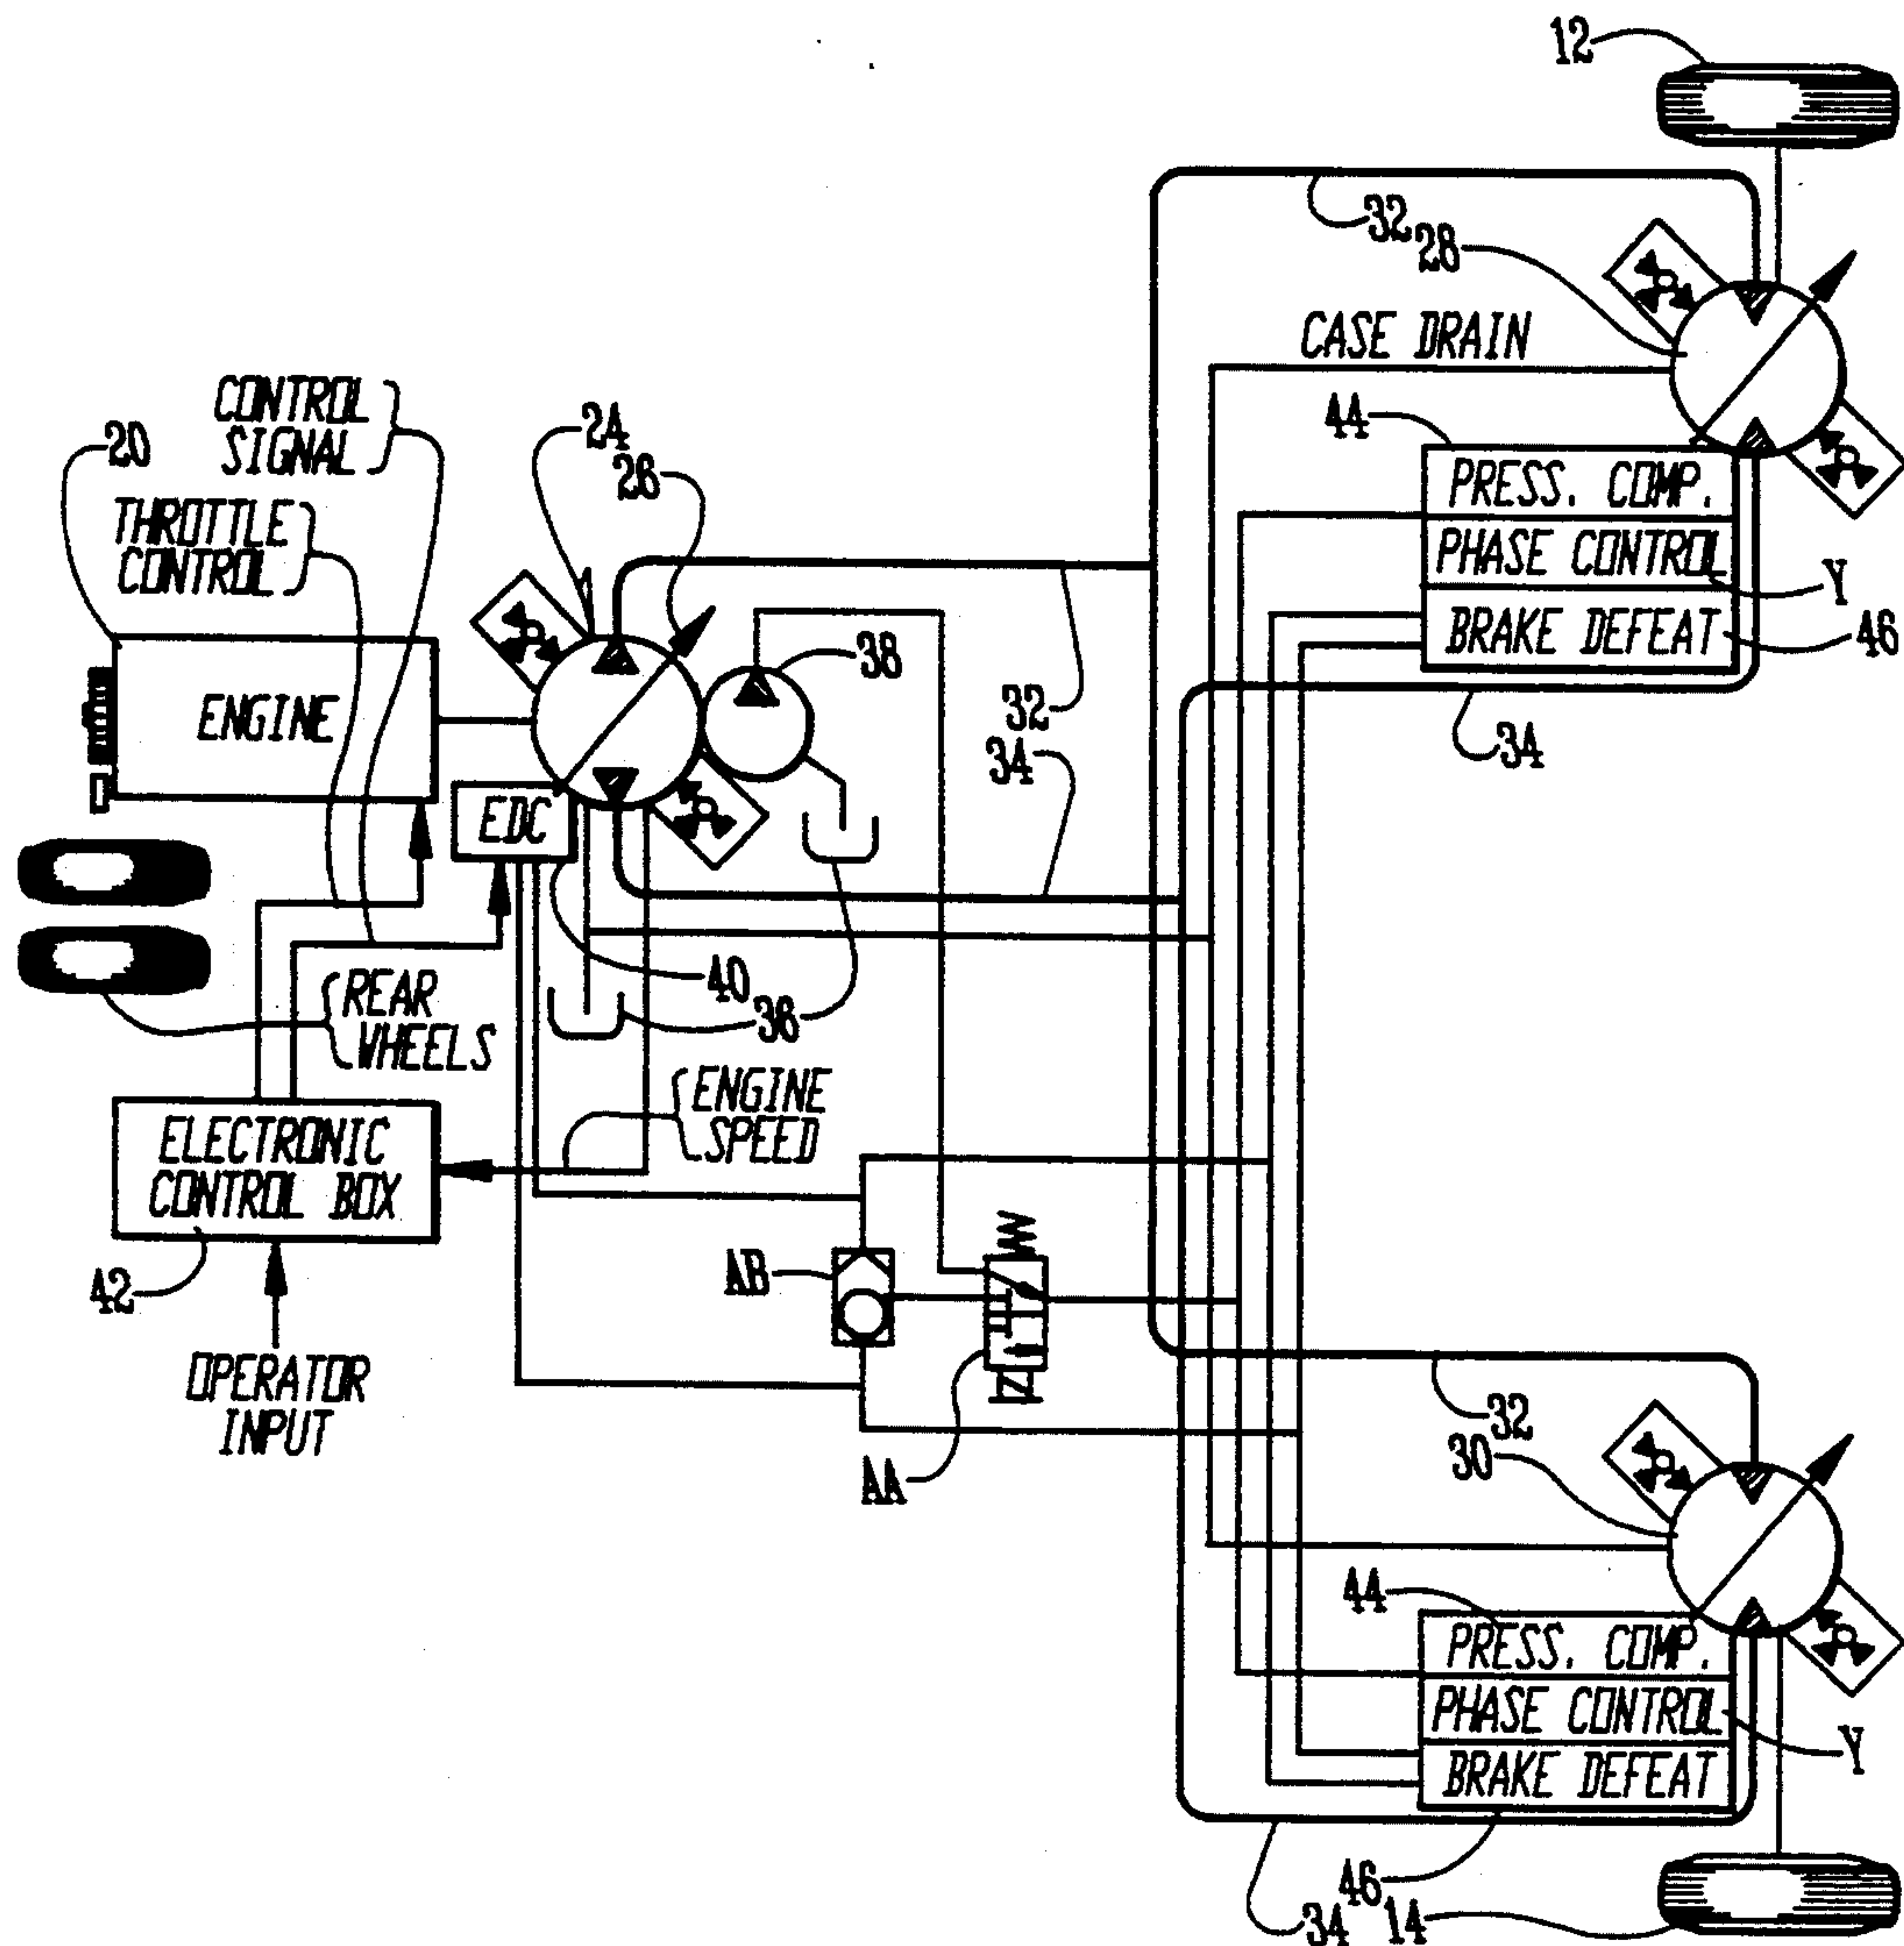 12
32
28
CASE DRAIN
CONTROL
SIGNAL
20
24
44
26
PRESS. COMP.
THROTTLE
CONTROL
PHASE CONTROL
Y
BRAKE DEFEAT
46
38
ENGINE
32
34
34
EDC
40
36
REAR
WHEELS
ENGINE
SPEED
ELECTRONIC
CONTROL BOX
42
AB
OPERATOR
INPUT
AA
32
30
44
PRESS. COMP.
PHASE CONTROL
Y
BRAKE DEFEAT
46
34
14